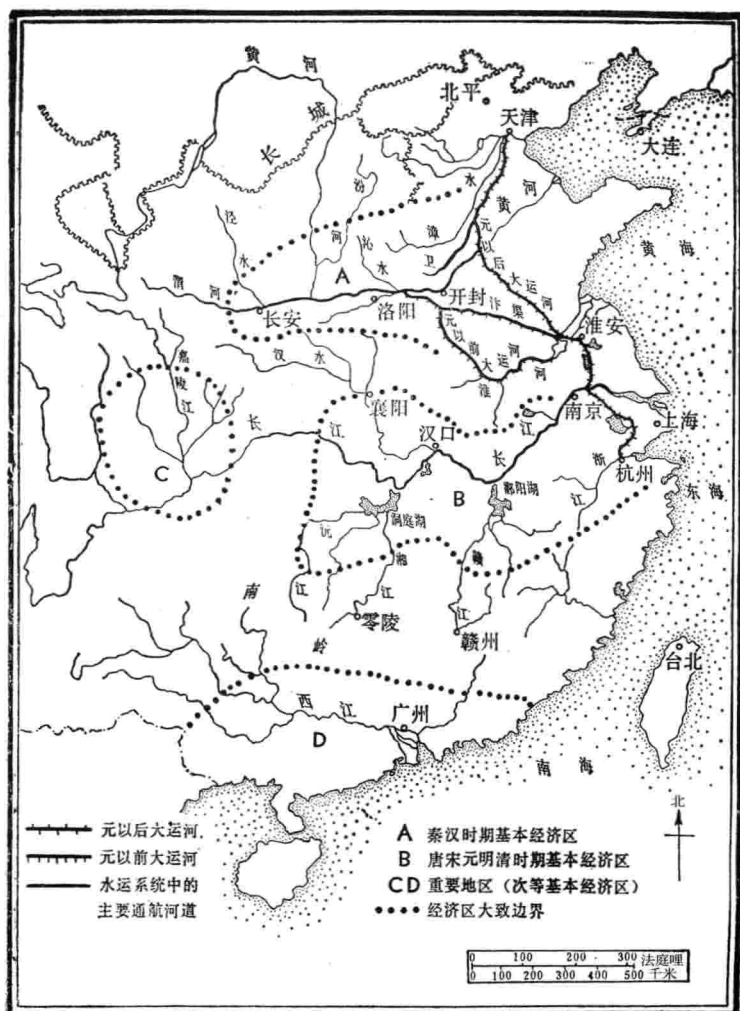 黄河
长城
北平
天津
大连
汾河
水
黄河
泾水
沁水
漳
卫
元以后大运河
黄海
A
渭河
长安
洛阳
开封
汴渠
淮安
元以前大运河
淮河
汉水
嘉陵江
襄阳
南京
上海
长江
汉口
长江
杭州
浙江
C
B
鄱阳湖
东海
洞庭湖
沅江
湘江
赣江
南岭
零陵
赣州
台北
西江
广州
D
南海
北
元以后大运河
元以前大运河
水运系统中的
主要通航河道
A 秦汉时期基本经济区
B 唐宋元明清时期基本经济区
CD 重要地区（次等基本经济区）
经济区大致边界
0 100 200 300 法庭哩
0 100 200 300 400 500 千米